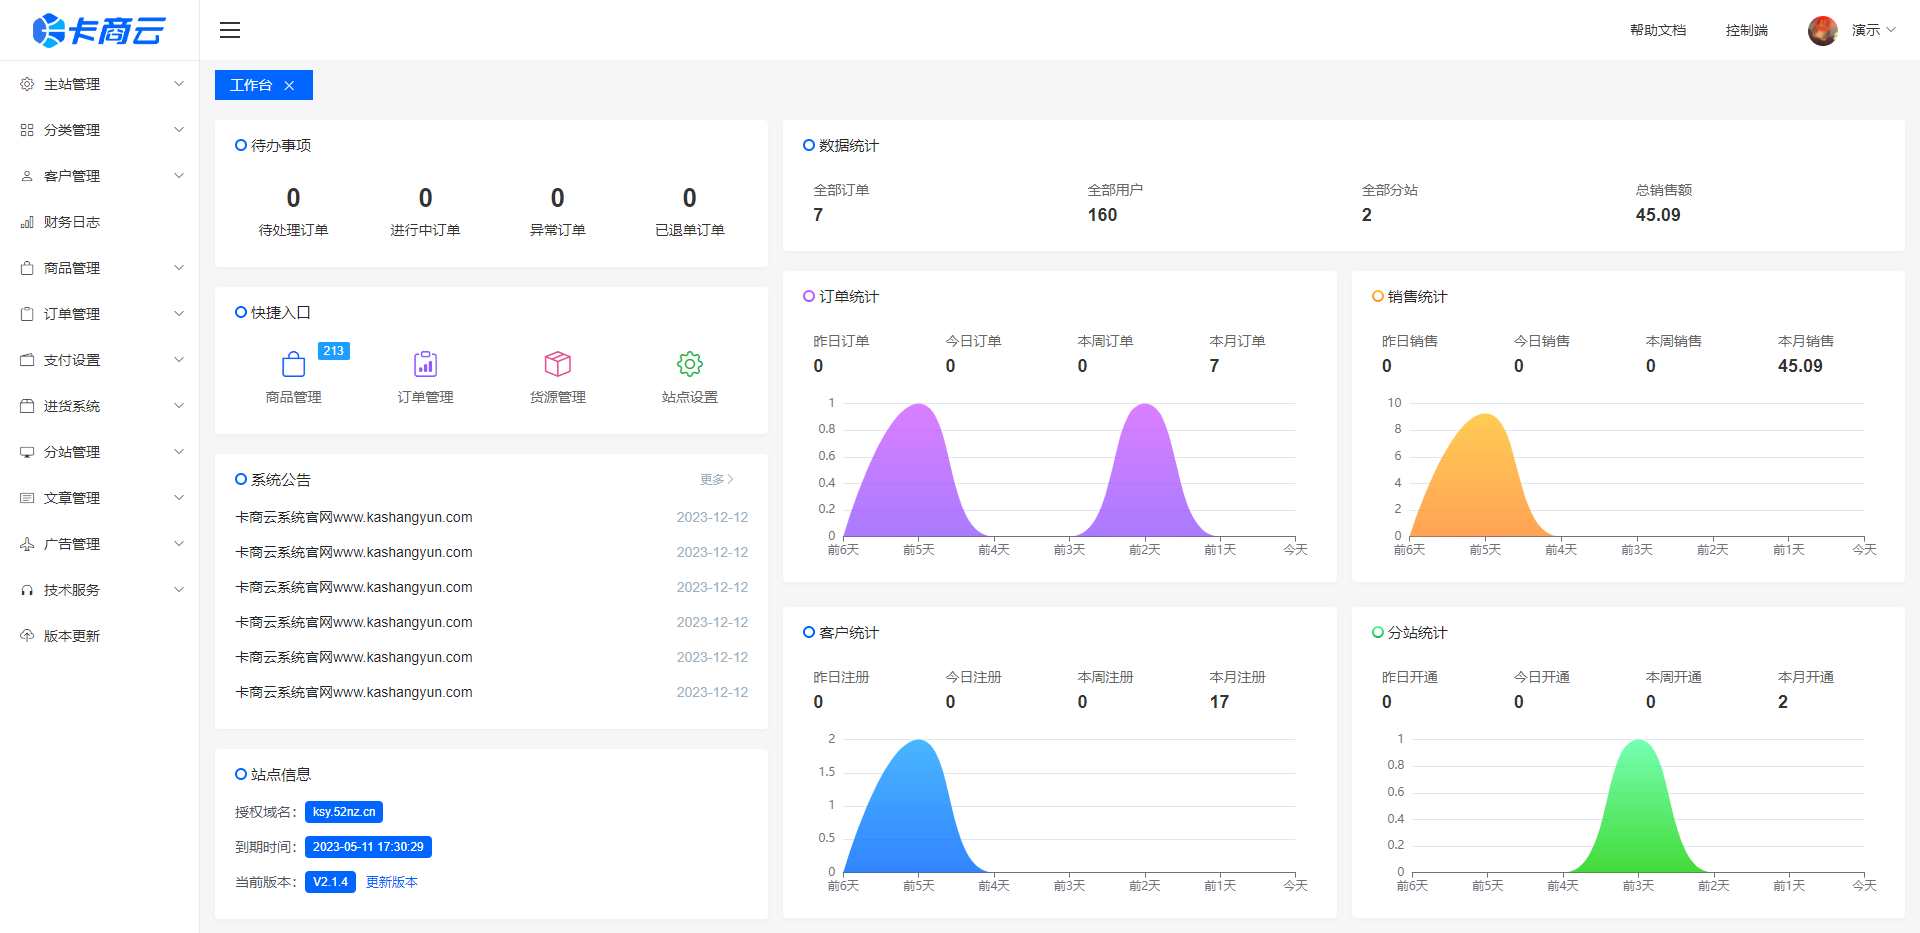 卡商云
帮助文档
控制端
演示
主站管理
分类管理
客户管理
财务日志
商品管理
订单管理
支付设置
进货系统
分站管理
文章管理
广告管理
技术服务
版本更新
工作台
待办事项
0 0 0 0
待处理订单 进行中订单 异常订单 已退单订单
快捷入口
213
商品管理 订单管理 货源管理 站点设置
系统公告 更多
卡商云系统官网www.kashangyun.com 2023-12-12
卡商云系统官网www.kashangyun.com 2023-12-12
卡商云系统官网www.kashangyun.com 2023-12-12
卡商云系统官网www.kashangyun.com 2023-12-12
卡商云系统官网www.kashangyun.com 2023-12-12
卡商云系统官网www.kashangyun.com 2023-12-12
站点信息
授权域名： ksy.52nz.cn
到期时间： 2023-05-11 17:30:29
当前版本： V2.1.4 更新版本
数据统计
全部订单 全部用户 全部分站 总销售额
7 160 2 45.09
订单统计
昨日订单 今日订单 本周订单 本月订单
0 0 0 7
1
0.8
0.6
0.4
0.2
0
前6天 前5天 前4天 前3天 前2天 前1天 今天
销售统计
昨日销售 今日销售 本周销售 本月销售
0 0 0 45.09
10
8
6
4
2
0
前6天 前5天 前4天 前3天 前2天 前1天 今天
客户统计
昨日注册 今日注册 本周注册 本月注册
0 0 0 17
2
1.5
1
0.5
0
前6天 前5天 前4天 前3天 前2天 前1天 今天
分站统计
昨日开通 今日开通 本周开通 本月开通
0 0 0 2
1
0.8
0.6
0.4
0.2
0
前6天 前5天 前4天 前3天 前2天 前1天 今天